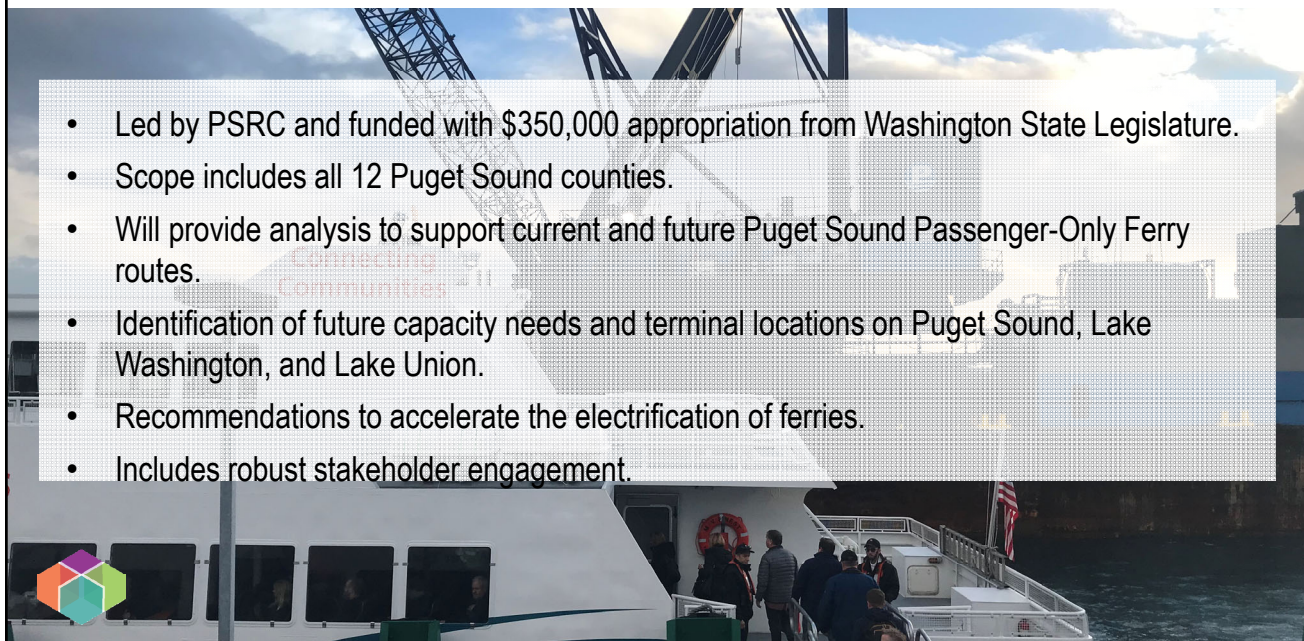 • Led by PSRC and funded with $350,000 appropriation from Washington State Legislature.
• Scope includes all 12 Puget Sound counties.
• Will provide analysis to support current and future Puget Sound Passenger-Only Ferry
routes.
Connecting
Communities
• Identification of future capacity needs and terminal locations on Puget Sound, Lake
Washington, and Lake Union.
• Recommendations to accelerate the electrification of ferries.
• Includes robust stakeholder engagement.